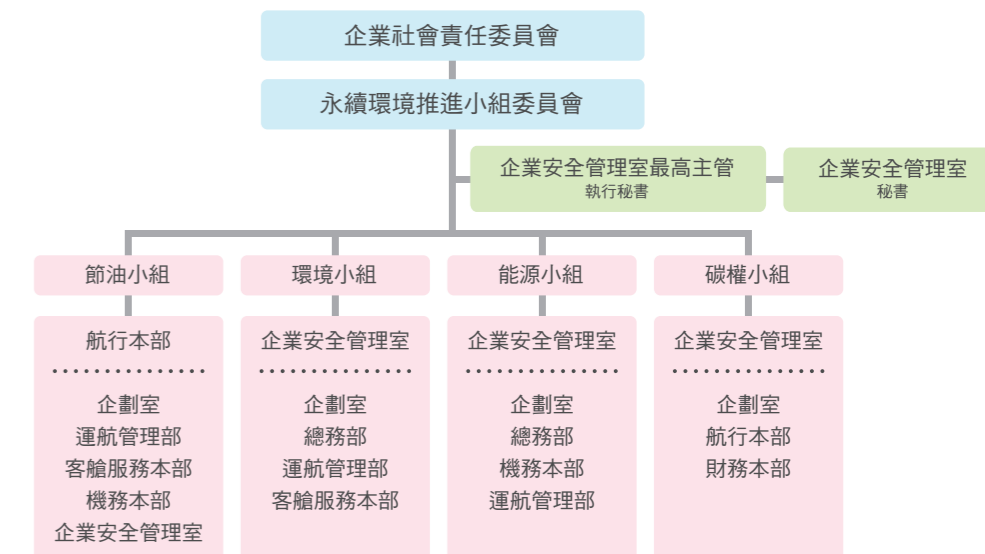 企業社會責任委員會
永續環境推進小組委員會
企業安全管理室最高主管
執行秘書
企業安全管理室
秘書
節油小組
航行本部
企劃室
運航管理部
客艙服務本部
機務本部
企業安全管理室
環境小組
企業安全管理室
企劃室
總務部
運航管理部
客艙服務本部
能源小組
企業安全管理室
企劃室
總務部
機務本部
運航管理部
碳權小組
企業安全管理室
企劃室
航行本部
財務本部